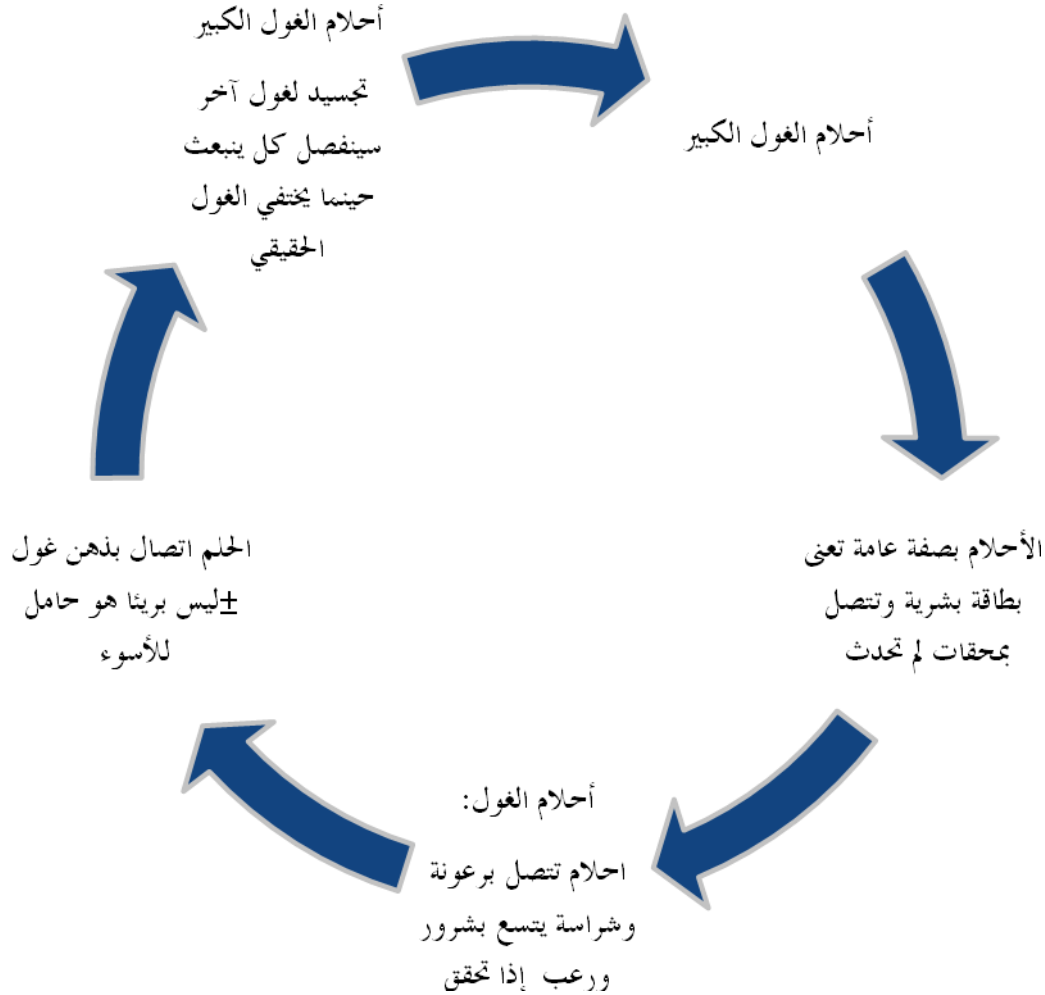 أحلام الغول الكبير
الأحلام بصفة عامة تعنى
بطاقة بشرية وتتصل
بمحقات لم تحدث
أحلام الغول:
احلام تتصل برعونة
وشراسة يتسع بشرور
ورعب إذا تحقق
الحلم اتصال بذهن غول
±ليس بريئا هو حامل
للأسوء
أحلام الغول الكبير
تجسيد لغول آخر
سينفصل كل ينبعث
حينما يختفي الغول
الحقيقي